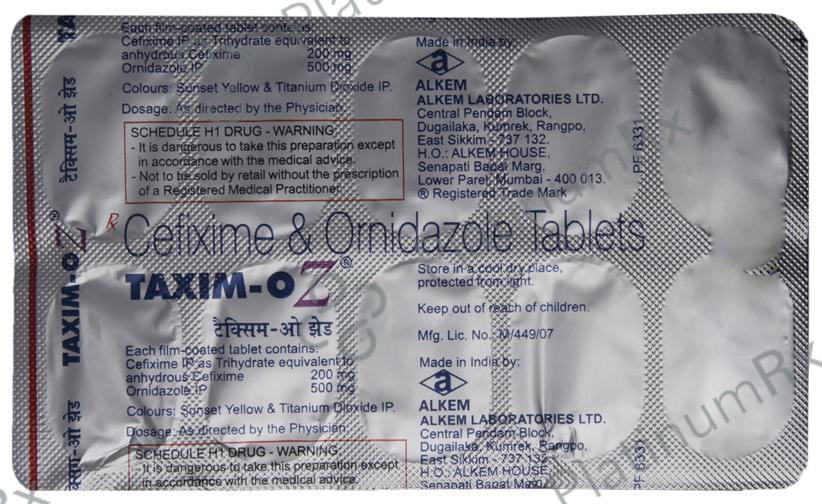 TA
टैक्सिम-ओ झेड
TAXIM-OZ®
क्सिम-ओ झेड
Each film-coated tablet contains:
Cefixime IP as Trihydrate equivalent to
anhydrous Cefixime 200 mg
Ornidazole IP 500 mg
Colours: Sunset Yellow & Titanium Dioxide IP.
Dosage: As directed by the Physician.
SCHEDULE H1 DRUG - WARNING
- It is dangerous to take this preparation except
in accordance with the medical advice.
- Not to be sold by retail without the prescription
of a Registered Medical Practitioner.
Made in India by:
a
ALKEM
ALKEM LABORATORIES LTD.
Central Pendam Block,
Dugailaka, Kumrek, Rangpo,
East Sikkim - 737 132.
H.O.: ALKEM HOUSE,
Senapati Bapat Marg,
Lower Parel, Mumbai - 400 013.
® Registered Trade Mark
PF 6331
Rx Cefixime & Ornidazole Tablets
TAXIM-OZ®
टैक्सिम-ओ झेड
Each film-coated tablet contains:
Cefixime IP as Trihydrate equivalent to
anhydrous Cefixime 200 mg
Ornidazole IP 500 mg
Colours: Sunset Yellow & Titanium Dioxide IP.
Dosage: As directed by the Physician.
SCHEDULE H1 DRUG - WARNING
- It is dangerous to take this preparation except
in accordance with the medical advice.
Store in a cool dry place,
protected from light.
Keep out of reach of children.
Mfg. Lic. No.: M/449/07
Made in India by:
a
ALKEM
ALKEM LABORATORIES LTD.
Central Pendam Block,
Dugailaka, Kumrek, Rangpo,
East Sikkim - 737 132.
H.O.: ALKEM HOUSE,
Senapati Bapat Marg,
PF 6331
PlatinumRx